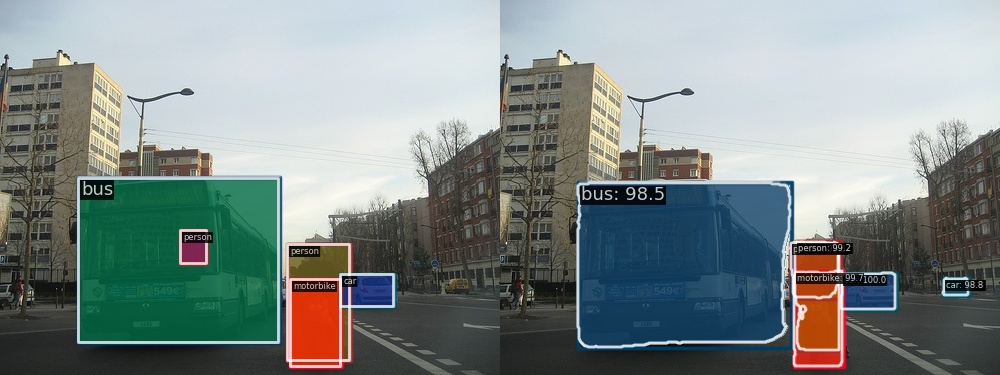 bus
person
person
motorbike
car
549
bus: 98.5
person: 99.2
motorbike: 99.7
100.0
car: 98.8